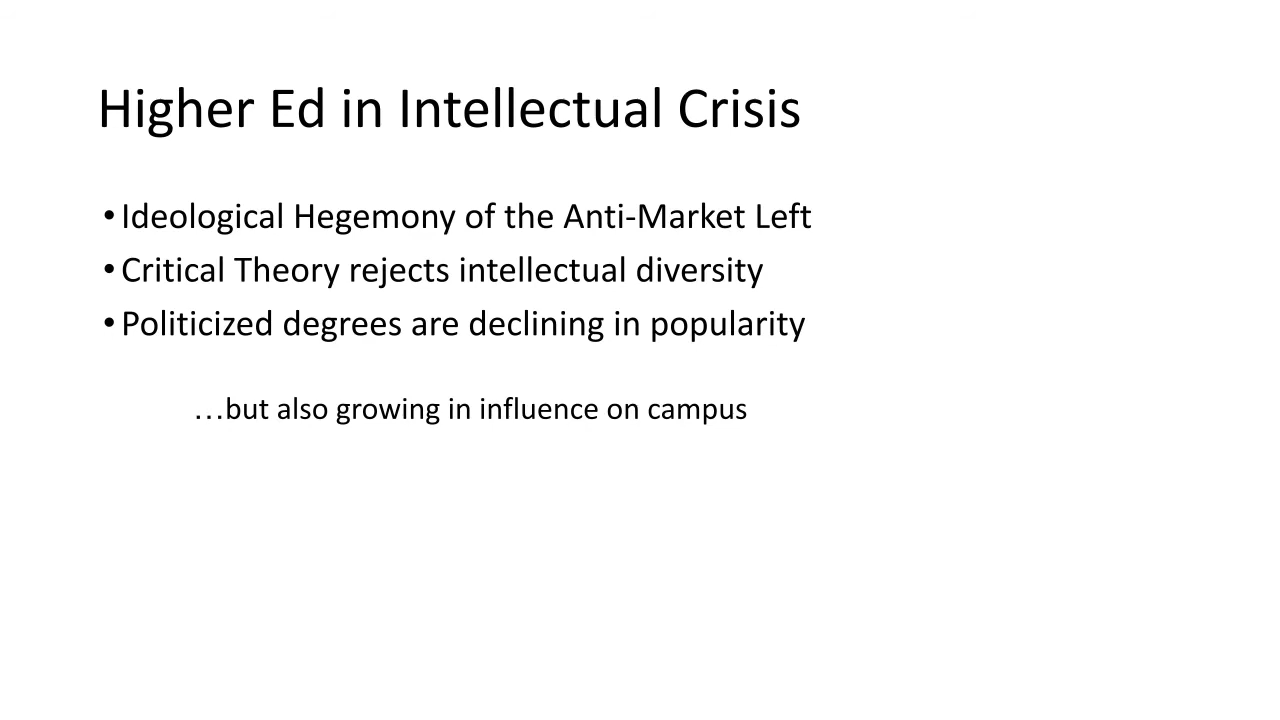 Higher Ed in Intellectual Crisis
• Ideological Hegemony of the Anti-Market Left
• Critical Theory rejects intellectual diversity
• Politicized degrees are declining in popularity
…but also growing in influence on campus